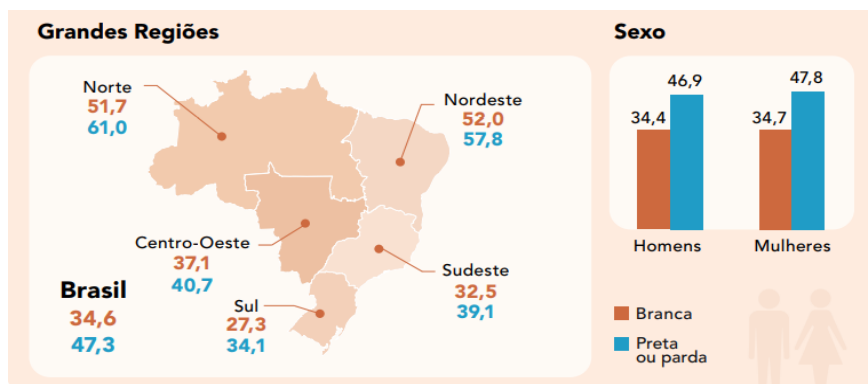 Grandes Regiões
Norte
51,7
61,0
Nordeste
52,0
57,8
Centro-Oeste
37,1
40,7
Sudeste
32,5
39,1
Sul
27,3
34,1
Brasil
34,6
47,3
Sexo
34,4
46,9
34,7
47,8
Homens
Mulheres
Branca
Preta
ou parda